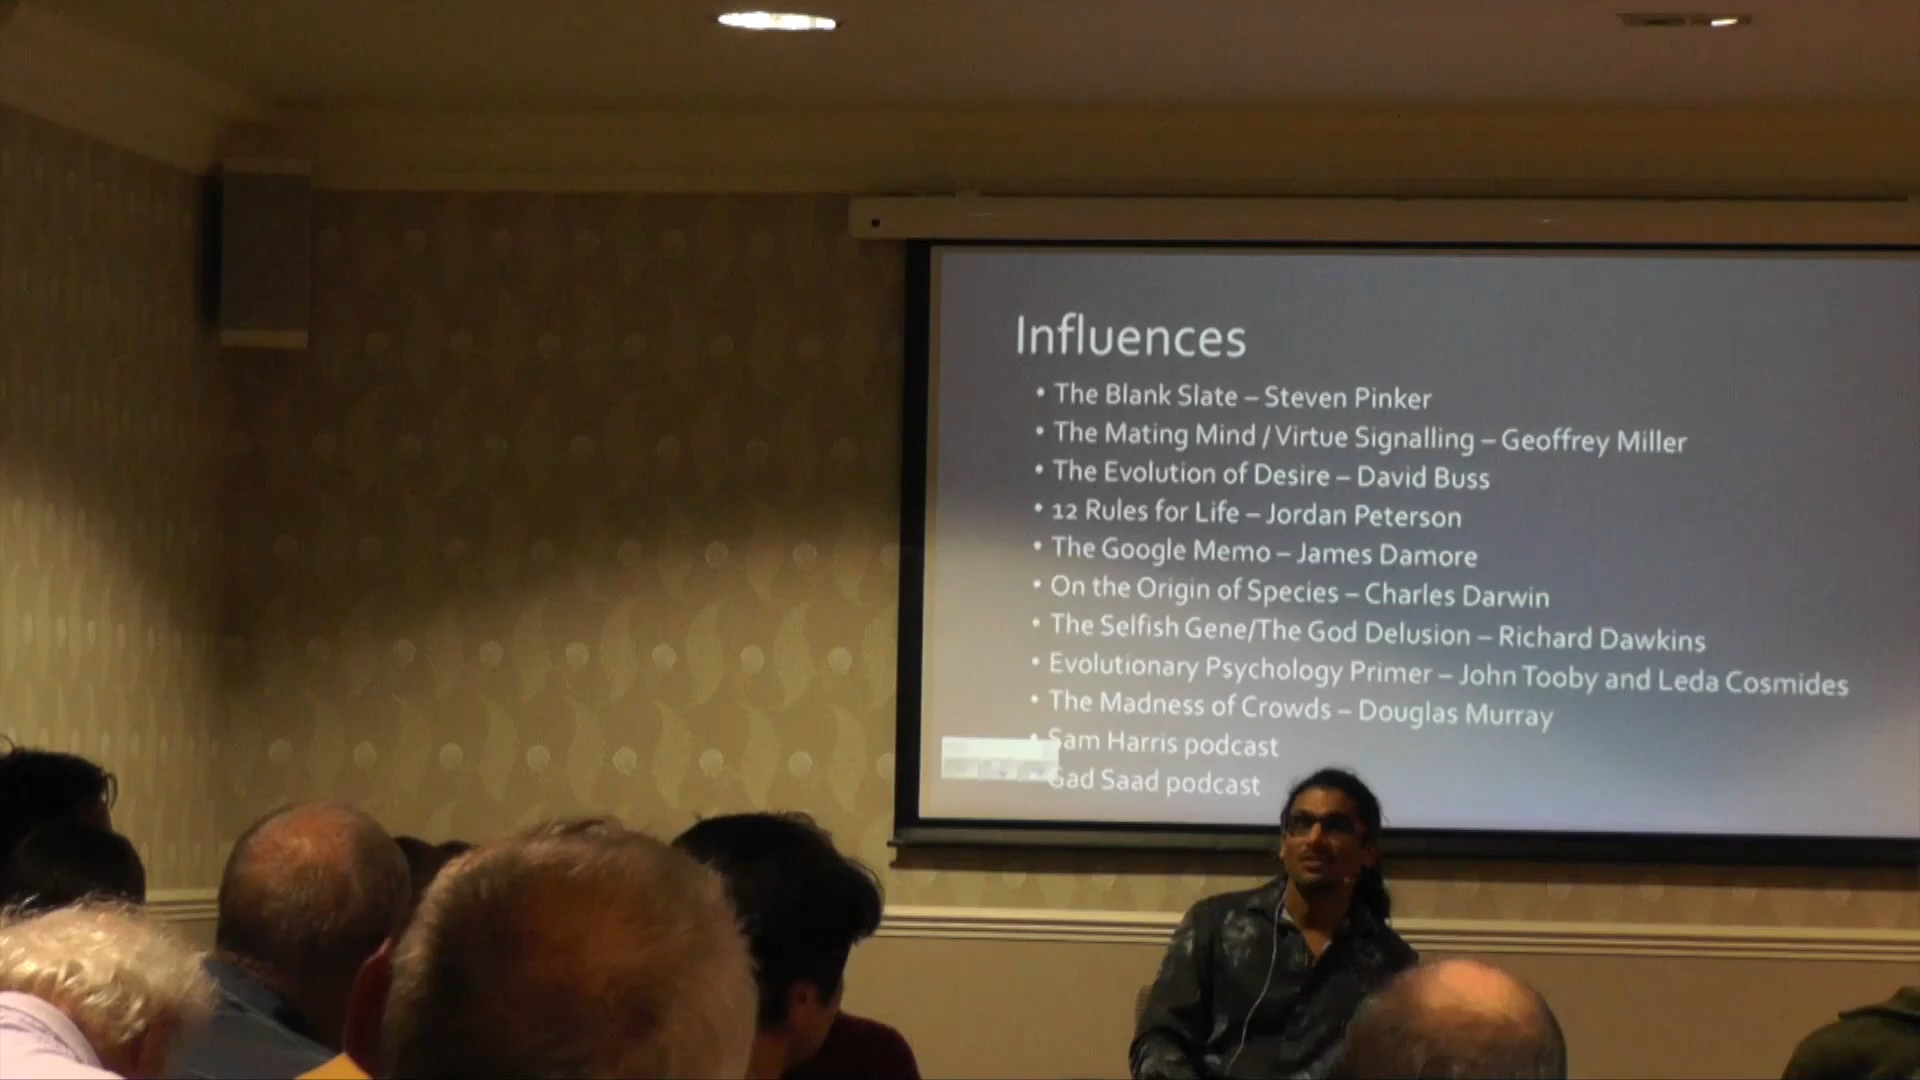 Influences
• The Blank Slate – Steven Pinker
• The Mating Mind / Virtue Signalling – Geoffrey Miller
• The Evolution of Desire – David Buss
• 12 Rules for Life – Jordan Peterson
• The Google Memo – James Damore
• On the Origin of Species – Charles Darwin
• The Selfish Gene/The God Delusion – Richard Dawkins
• Evolutionary Psychology Primer – John Tooby and Leda Cosmides
• The Madness of Crowds – Douglas Murray
• Sam Harris podcast
• Gad Saad podcast